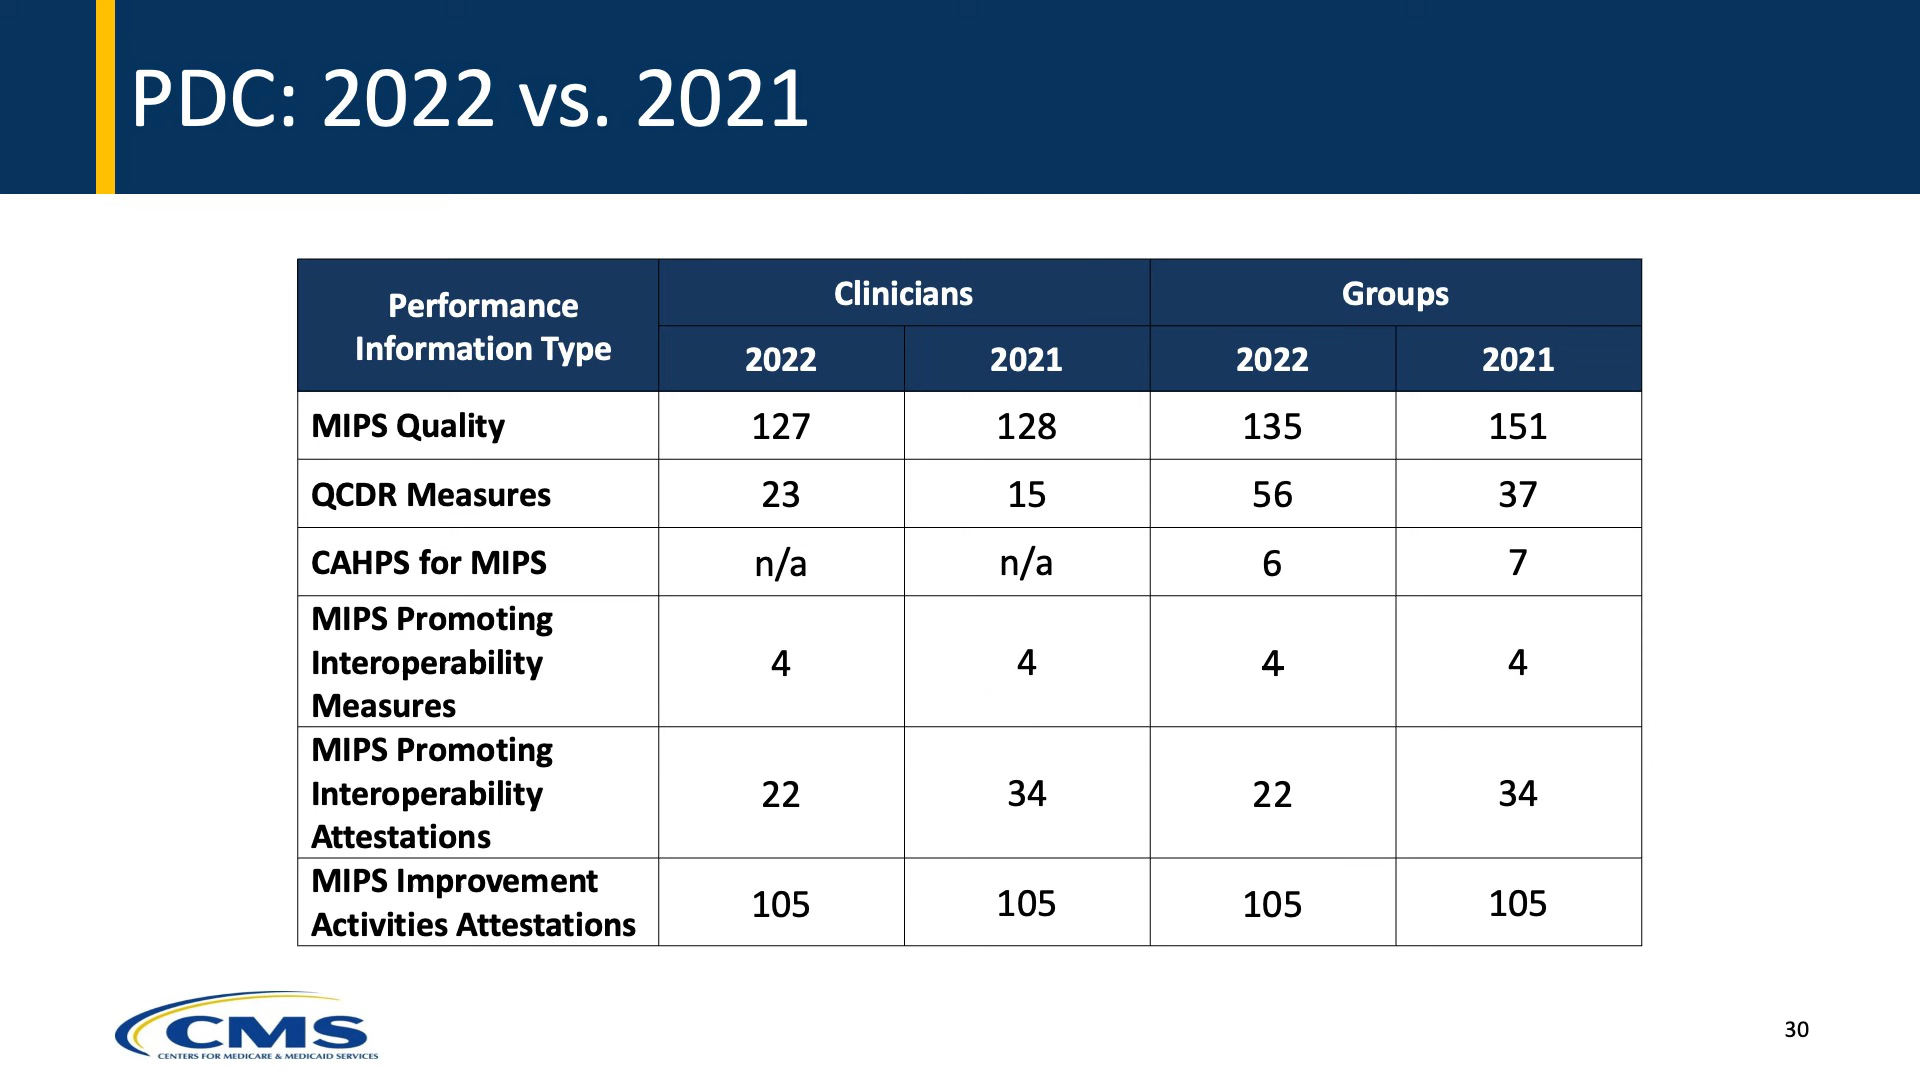 PDC: 2022 vs. 2021
Performance
Information Type
Clinicians
Groups
2022
2021
2022
2021
MIPS Quality
127
128
135
151
QCDR Measures
23
15
56
37
CAHPS for MIPS
n/a
n/a
6
7
MIPS Promoting
Interoperability
Measures
4
4
4
4
MIPS Promoting
Interoperability
Attestations
22
34
22
34
MIPS Improvement
Activities Attestations
105
105
105
105
CMS
CENTERS FOR MEDICARE & MEDICAID SERVICES
30